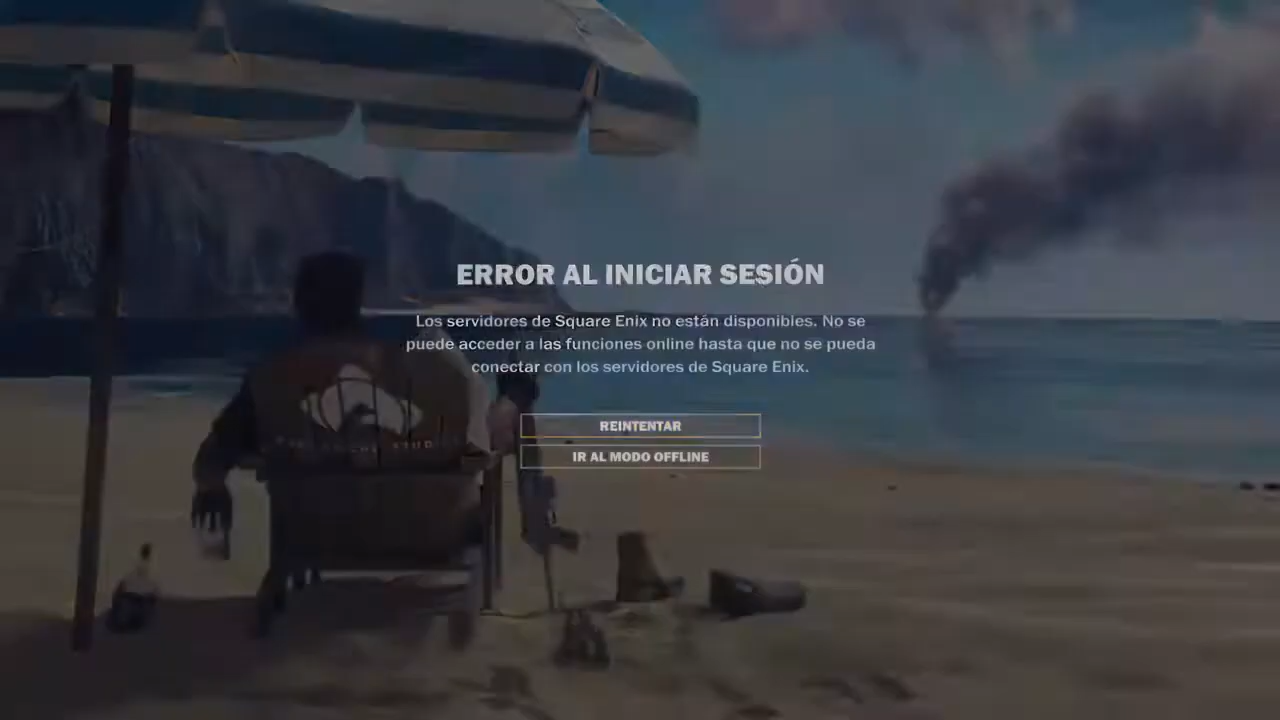 ERROR AL INICIAR SESIÓN
Los servidores de Square Enix no están disponibles. No se
puede acceder a las funciones online hasta que no se pueda
conectar con los servidores de Square Enix.
REINTENTAR
IR AL MODO OFFLINE